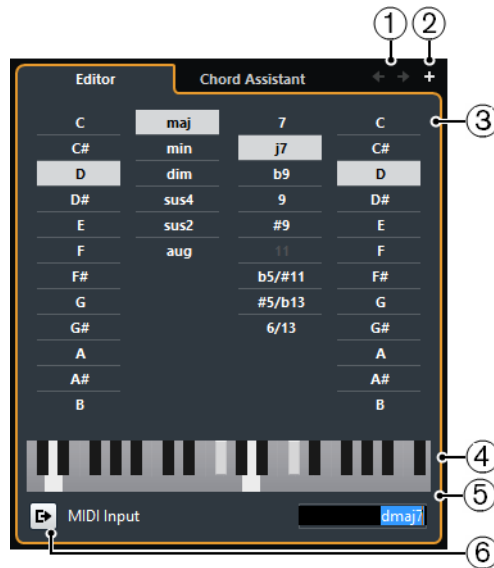 1 2
Editor Chord Assistant + 3
C maj 7 C
C# min j7 C#
D dim b9 D
D# sus4 9 D#
E sus2 #9 E
F aug 11 F
F# b5/#11 F#
G #5/b13 G
G# 6/13 G#
A A
A# A#
B B
4
5
MIDI Input dmaj7
6